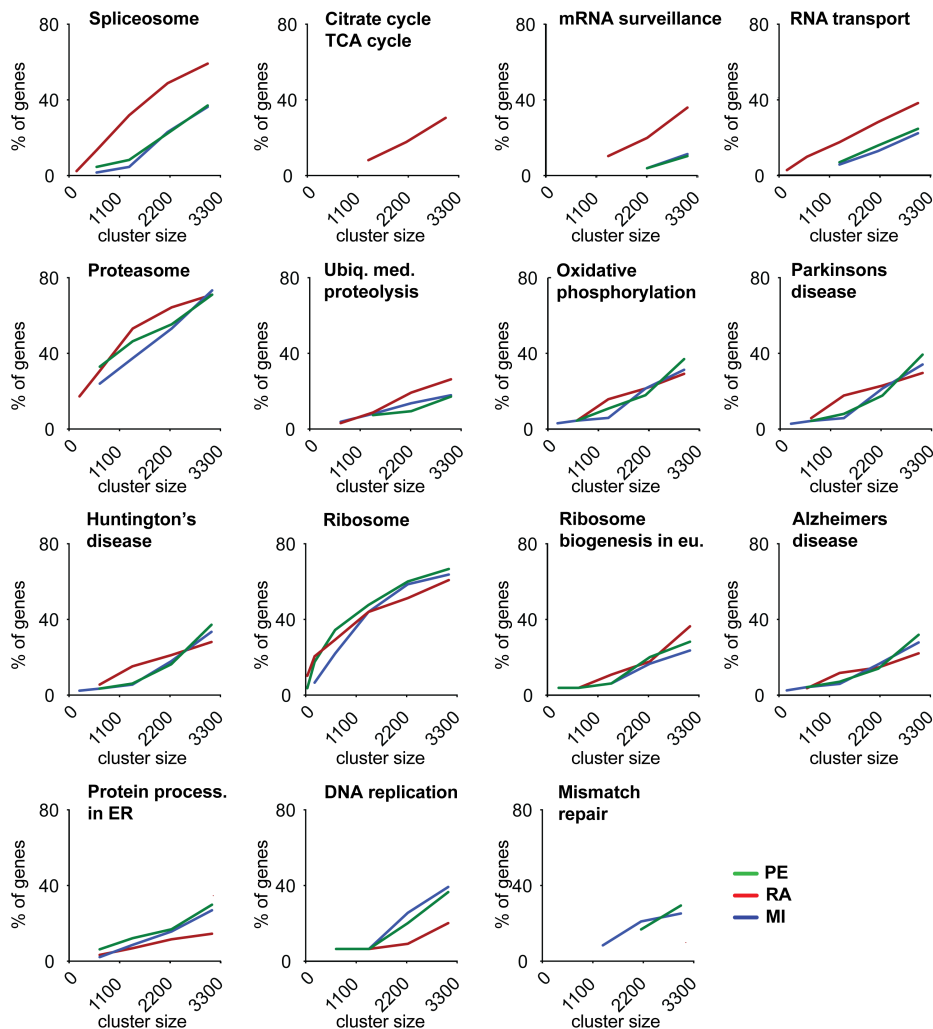 Spliceosome
80
40
0
% of genes
0
1100
2200
3300
cluster size
Citrate cycle
TCA cycle
80
40
0
% of genes
0
1100
2200
3300
cluster size
mRNA surveillance
80
40
0
% of genes
0
1100
2200
3300
cluster size
RNA transport
80
40
0
% of genes
0
1100
2200
3300
cluster size
Proteasome
80
40
0
% of genes
0
1100
2200
3300
cluster size
Ubiq. med.
proteolysis
80
40
0
% of genes
0
1100
2200
3300
cluster size
Oxidative
phosphorylation
80
40
0
% of genes
0
1100
2200
3300
cluster size
Parkinsons
disease
80
40
0
% of genes
0
1100
2200
3300
cluster size
Huntington’s
disease
80
40
0
% of genes
0
1100
2200
3300
cluster size
Ribosome
80
40
0
% of genes
0
1100
2200
3300
cluster size
Ribosome
biogenesis in eu.
80
40
0
% of genes
0
1100
2200
3300
cluster size
Alzheimers
disease
80
40
0
% of genes
0
1100
2200
3300
cluster size
Protein process.
in ER
80
40
0
% of genes
0
1100
2200
3300
cluster size
DNA replication
80
40
0
% of genes
0
1100
2200
3300
cluster size
Mismatch
repair
80
40
0
% of genes
0
1100
2200
3300
cluster size
PE
RA
MI